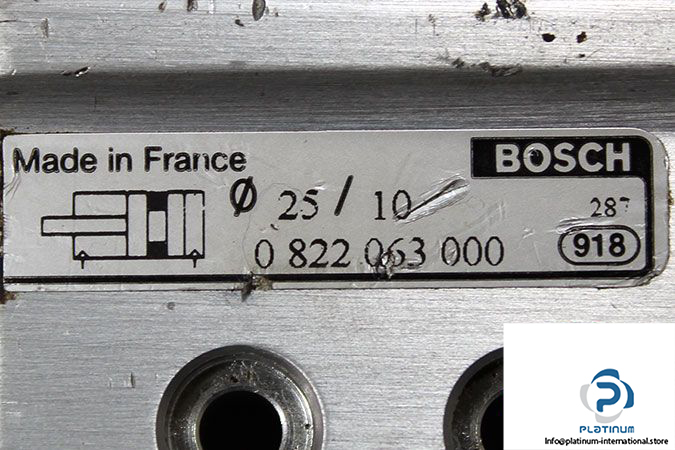 Made in France
BOSCH
Ø 25 / 10
287
0 822 063 000
918
PLATINUM
Info@platinum-international.store